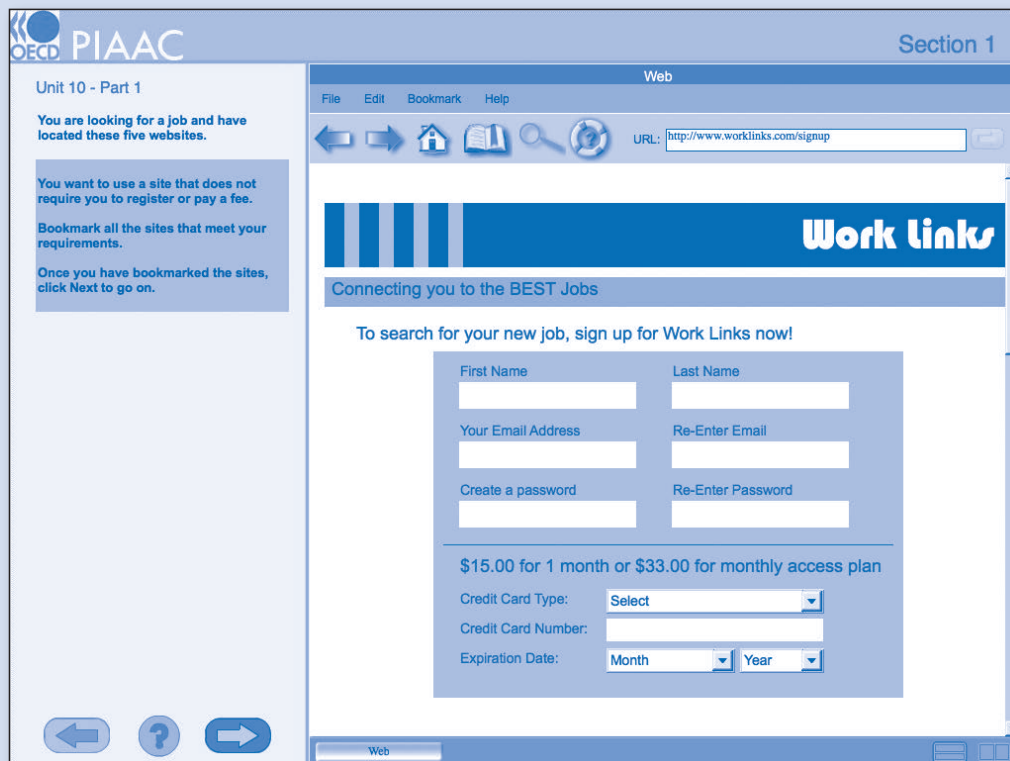 OECD PIAAC
Section 1
Unit 10 - Part 1
You are looking for a job and have
located these five websites.
You want to use a site that does not
require you to register or pay a fee.
Bookmark all the sites that meet your
requirements.
Once you have bookmarked the sites,
click Next to go on.
Web
File Edit Bookmark Help
URL: http://www.worklinks.com/signup
Work Links
Connecting you to the BEST Jobs
To search for your new job, sign up for Work Links now!
First Name Last Name
Your Email Address Re-Enter Email
Create a password Re-Enter Password
$15.00 for 1 month or $33.00 for monthly access plan
Credit Card Type: Select
Credit Card Number:
Expiration Date: Month Year
?
Web